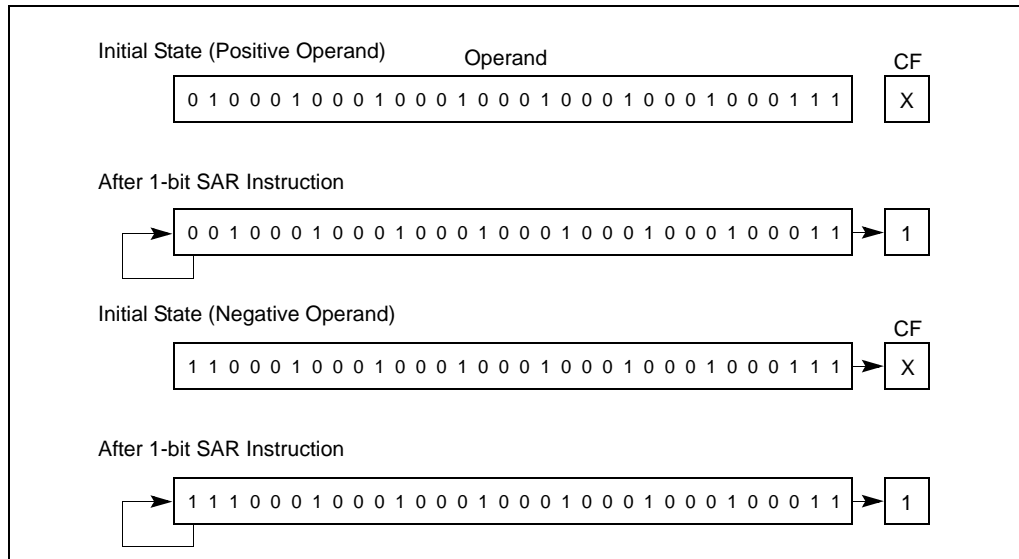 Initial State (Positive Operand)
Operand
CF
0 1 0 0 0 1 0 0 0 1 0 0 0 1 0 0 0 1 0 0 0 1 0 0 0 1 0 0 0 1 1 1 X
After 1-bit SAR Instruction
0 0 1 0 0 0 1 0 0 0 1 0 0 0 1 0 0 0 1 0 0 0 1 0 0 0 1 0 0 0 1 1 1
Initial State (Negative Operand)
CF
1 1 0 0 0 1 0 0 0 1 0 0 0 1 0 0 0 1 0 0 0 1 0 0 0 1 0 0 0 1 1 1 X
After 1-bit SAR Instruction
1 1 1 0 0 0 1 0 0 0 1 0 0 0 1 0 0 0 1 0 0 0 1 0 0 0 1 0 0 0 1 1 1